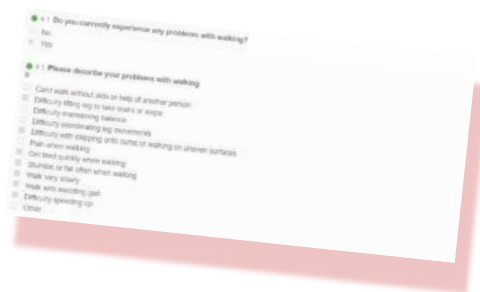 4.1 Do you currently experience any problems with walking?
No
Yes
Please describe your problems with walking
Can't walk without aids or help of another person
Difficulty lifting leg to take stairs or steps
Difficulty maintaining balance
Difficulty coordinating leg movements
Difficulty with stepping onto curbs or walking on uneven surfaces
Pain when walking
Get tired quickly when walking
Stumble or fall often when walking
Walk very slowly
Walk with waddling gait
Difficulty speeding up
Other